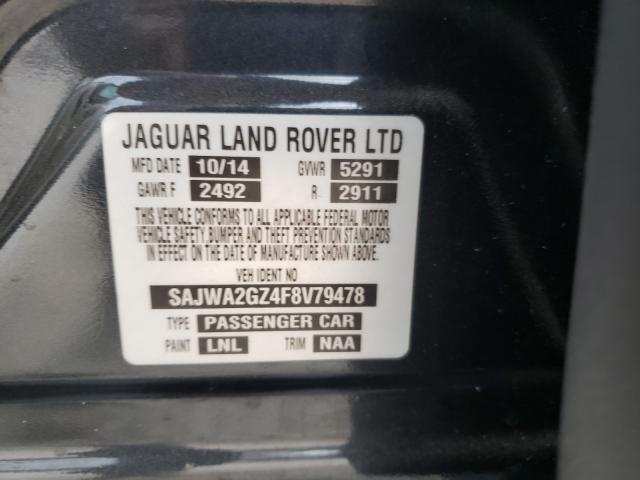 JAGUAR LAND ROVER LTD
MFD DATE 10/14 GVWR 5291
GAWR F 2492 R 2911
THIS VEHICLE CONFORMS TO ALL APPLICABLE FEDERAL MOTOR
VEHICLE SAFETY BUMPER AND THEFT PREVENTION STANDARDS
IN EFFECT ON THE DATE OF MANUFACTURE SHOWN ABOVE.
VEH IDENT NO
SAJWA2GZ4F8V79478
TYPE PASSENGER CAR
PAINT LNL TRIM NAA